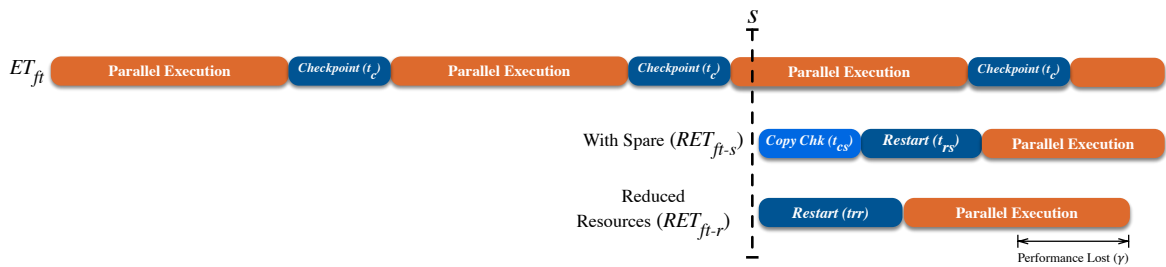 S
ET_ft
Parallel Execution
Checkpoint (t_c)
Parallel Execution
Checkpoint (t_c)
Parallel Execution
Checkpoint (t_c)
With Spare (RET_ft-s)
Copy Chk (t_cs)
Restart (t_rs)
Parallel Execution
Reduced
Resources (RET_ft-r)
Restart (trr)
Parallel Execution
Performance Lost (γ)